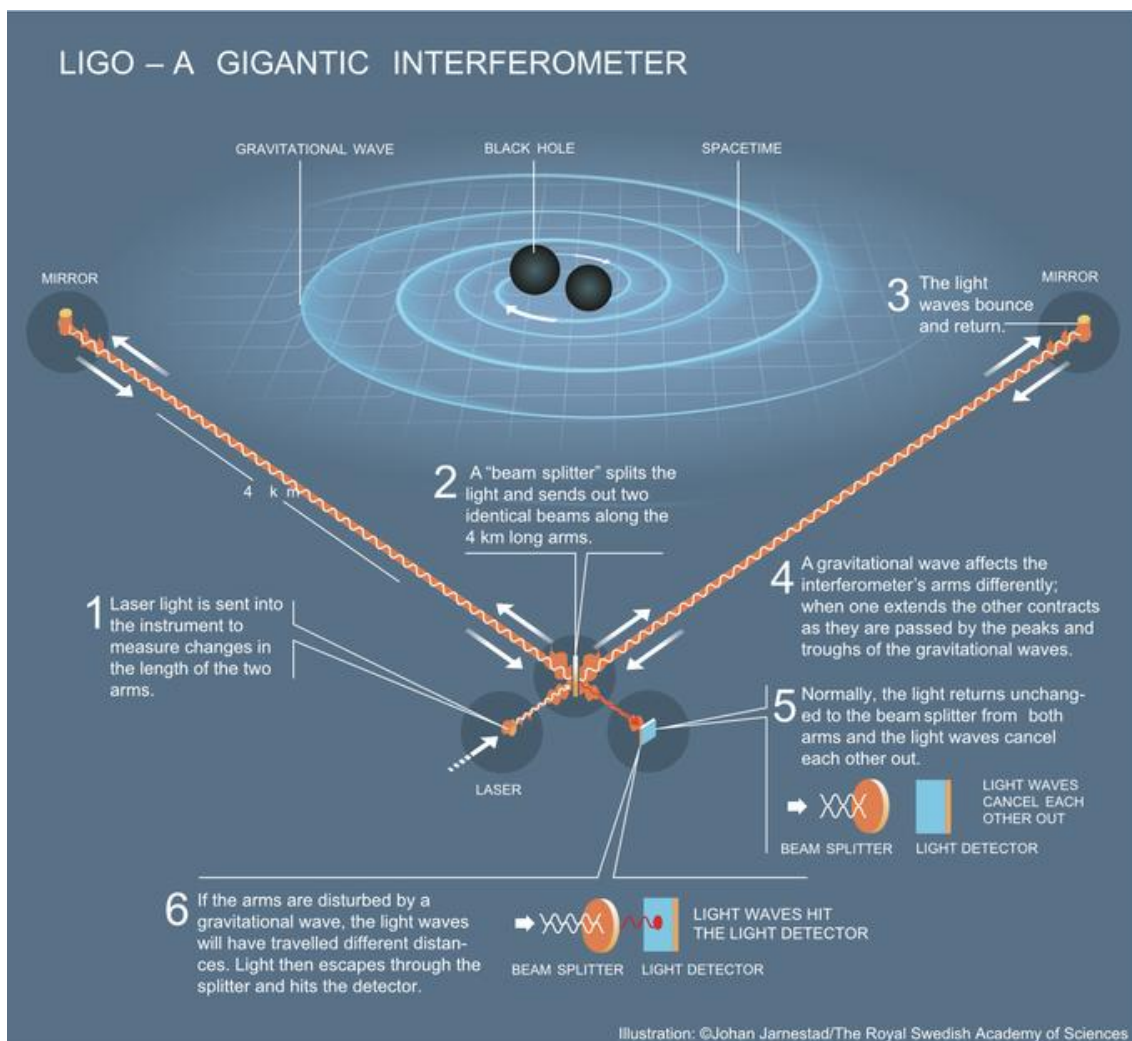 LIGO – A GIGANTIC INTERFEROMETER
GRAVITATIONAL WAVE
BLACK HOLE
SPACETIME
MIRROR
MIRROR
3 The light
waves bounce
and return.
4 km
2 A “beam splitter” splits the
light and sends out two
identical beams along the
4 km long arms.
1 Laser light is sent into
the instrument to
measure changes in
the length of the two
arms.
4 A gravitational wave affects the
interferometer’s arms differently;
when one extends the other contracts
as they are passed by the peaks and
troughs of the gravitational waves.
5 Normally, the light returns unchang-
ed to the beam splitter from both
arms and the light waves cancel
each other out.
LASER
LIGHT WAVES
CANCEL EACH
OTHER OUT
BEAM SPLITTER
LIGHT DETECTOR
6 If the arms are disturbed by a
gravitational wave, the light waves
will have travelled different distan-
ces. Light then escapes through the
splitter and hits the detector.
LIGHT WAVES HIT
THE LIGHT DETECTOR
BEAM SPLITTER
LIGHT DETECTOR
Illustration: ©Johan Jarnestad/The Royal Swedish Academy of Sciences